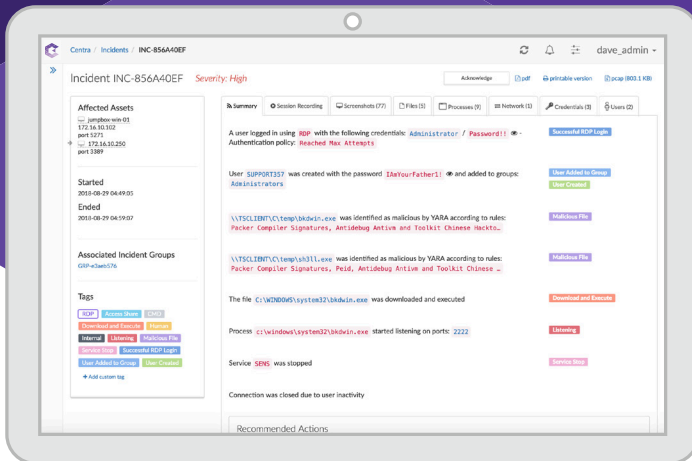 Centra / Incidents / INC-856A40EF
dave_admin
Incident INC-856A40EF Severity: High
Acknowledge pdf printable version pcap (803.1 KB)
Affected Assets
jumpbox-win-01
172.16.10.102
port 5271
172.16.10.250
port 3389
Started
2018-08-29 04:49:05
Ended
2018-08-29 04:59:07
Associated Incident Groups
GRP-e3aeb576
Tags
RDP Access Share CMO
Download and Execute Human
Internal Listening Malicious File
Service Stop Successful RDP Login
User Added to Group User Created
+ Add custom tag
Summary Session Recording Screenshots (77) Files (5) Processes (9) Network (1) Credentials (3) Users (2)
A user logged in using RDP with the following credentials: Administrator / Password!! -
Authentication policy: Reached Max Attempts
Successful RDP Login
User SUPPORT357 was created with the password IAmYourFather1! and added to groups:
Administrators
User Added to Group
User Created
\\TSCLIENT\C\temp\bkdwin.exe was identified as malicious by YARA according to rules:
Packer Compiler Signatures, Antidebug Antivm and Toolkit Chinese Hackto…
Malicious File
\\TSCLIENT\C\temp\sh3ll.exe was identified as malicious by YARA according to rules:
Packer Compiler Signatures, Peid, Antidebug Antivm and Toolkit Chinese …
Malicious File
The file C:\WINDOWS\system32\bkdwin.exe was downloaded and executed
Download and Execute
Process c:\windows\system32\bkdwin.exe started listening on ports: 2222
Listening
Service SENS was stopped
Service Stop
Connection was closed due to user inactivity
Recommended Actions